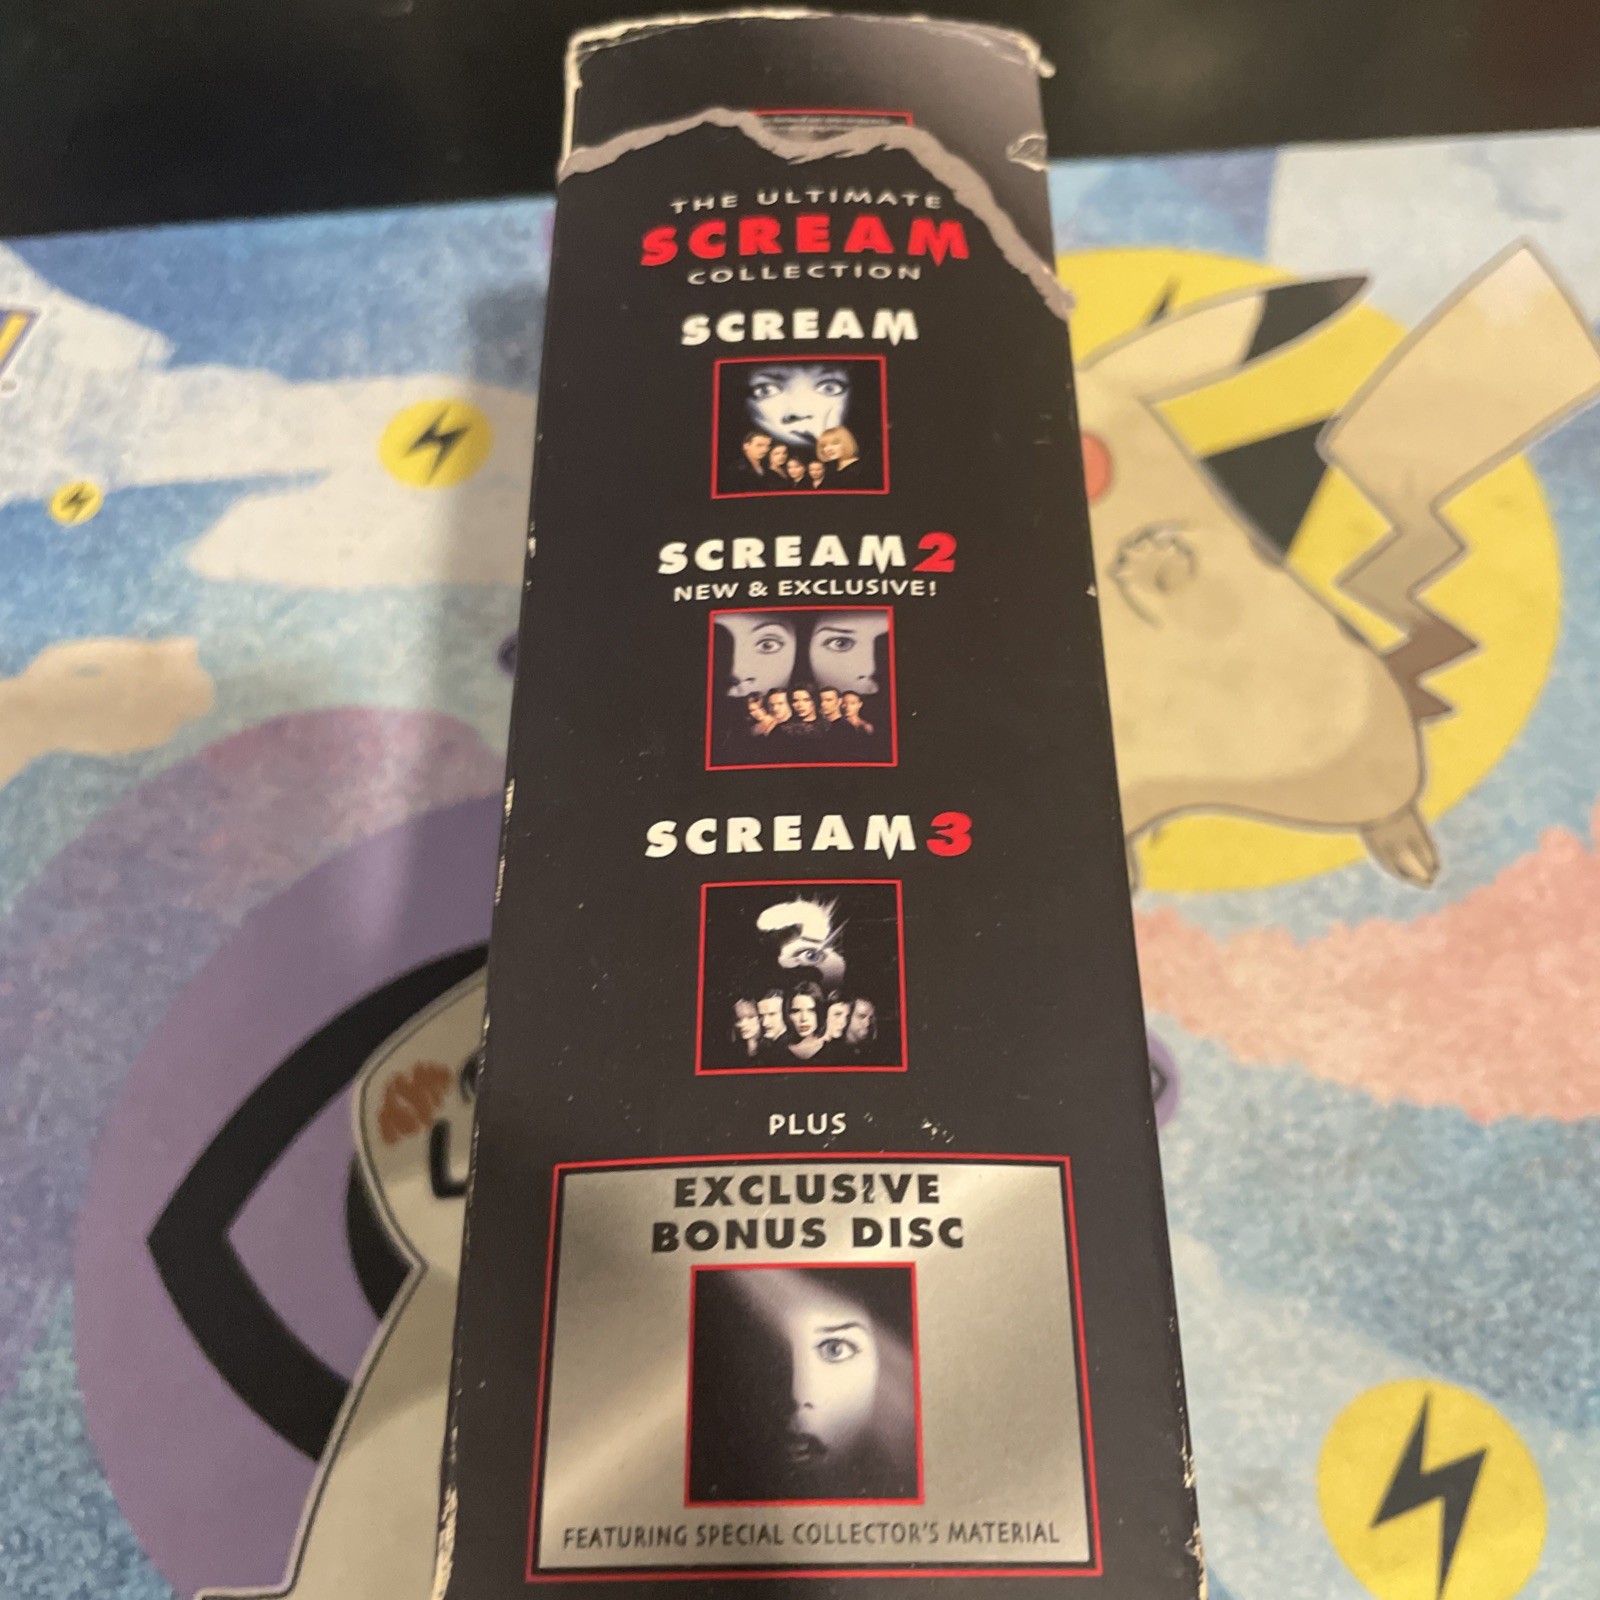 THE ULTIMATE
SCREAM
COLLECTION
SCREAM
SCREAM 2
NEW & EXCLUSIVE!
SCREAM 3
PLUS
EXCLUSIVE
BONUS DISC
FEATURING SPECIAL COLLECTOR'S MATERIAL